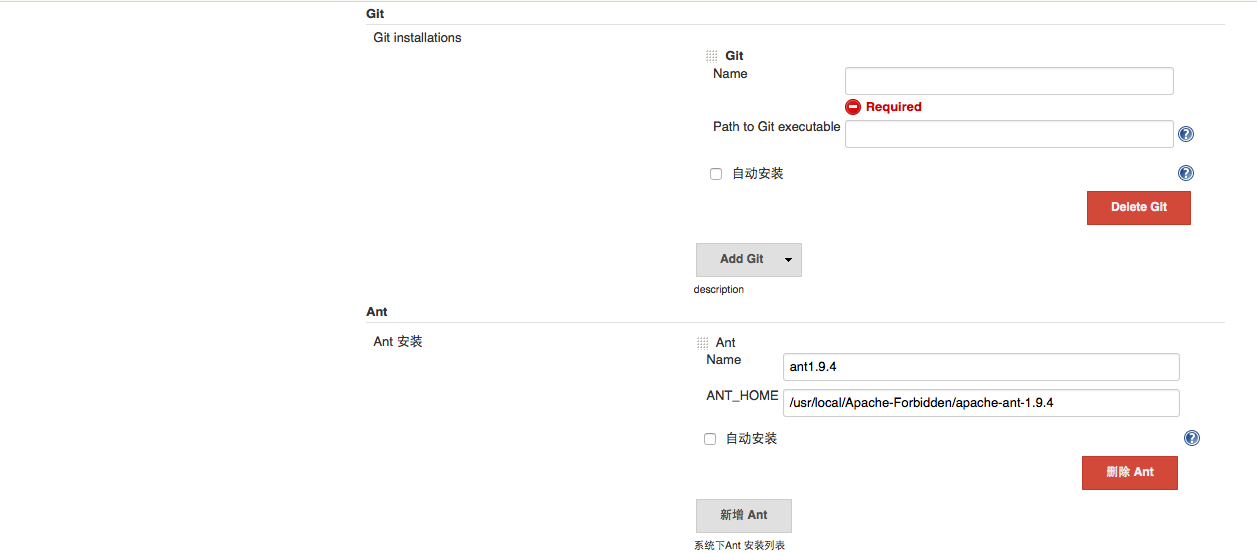 Git
Git installations
Git
Name
Required
Path to Git executable
自动安装
Delete Git
Add Git
description
Ant
Ant 安装
Ant
Name
ant1.9.4
ANT_HOME
/usr/local/Apache-Forbidden/apache-ant-1.9.4
自动安装
删除 Ant
新增 Ant
系统下Ant 安装列表